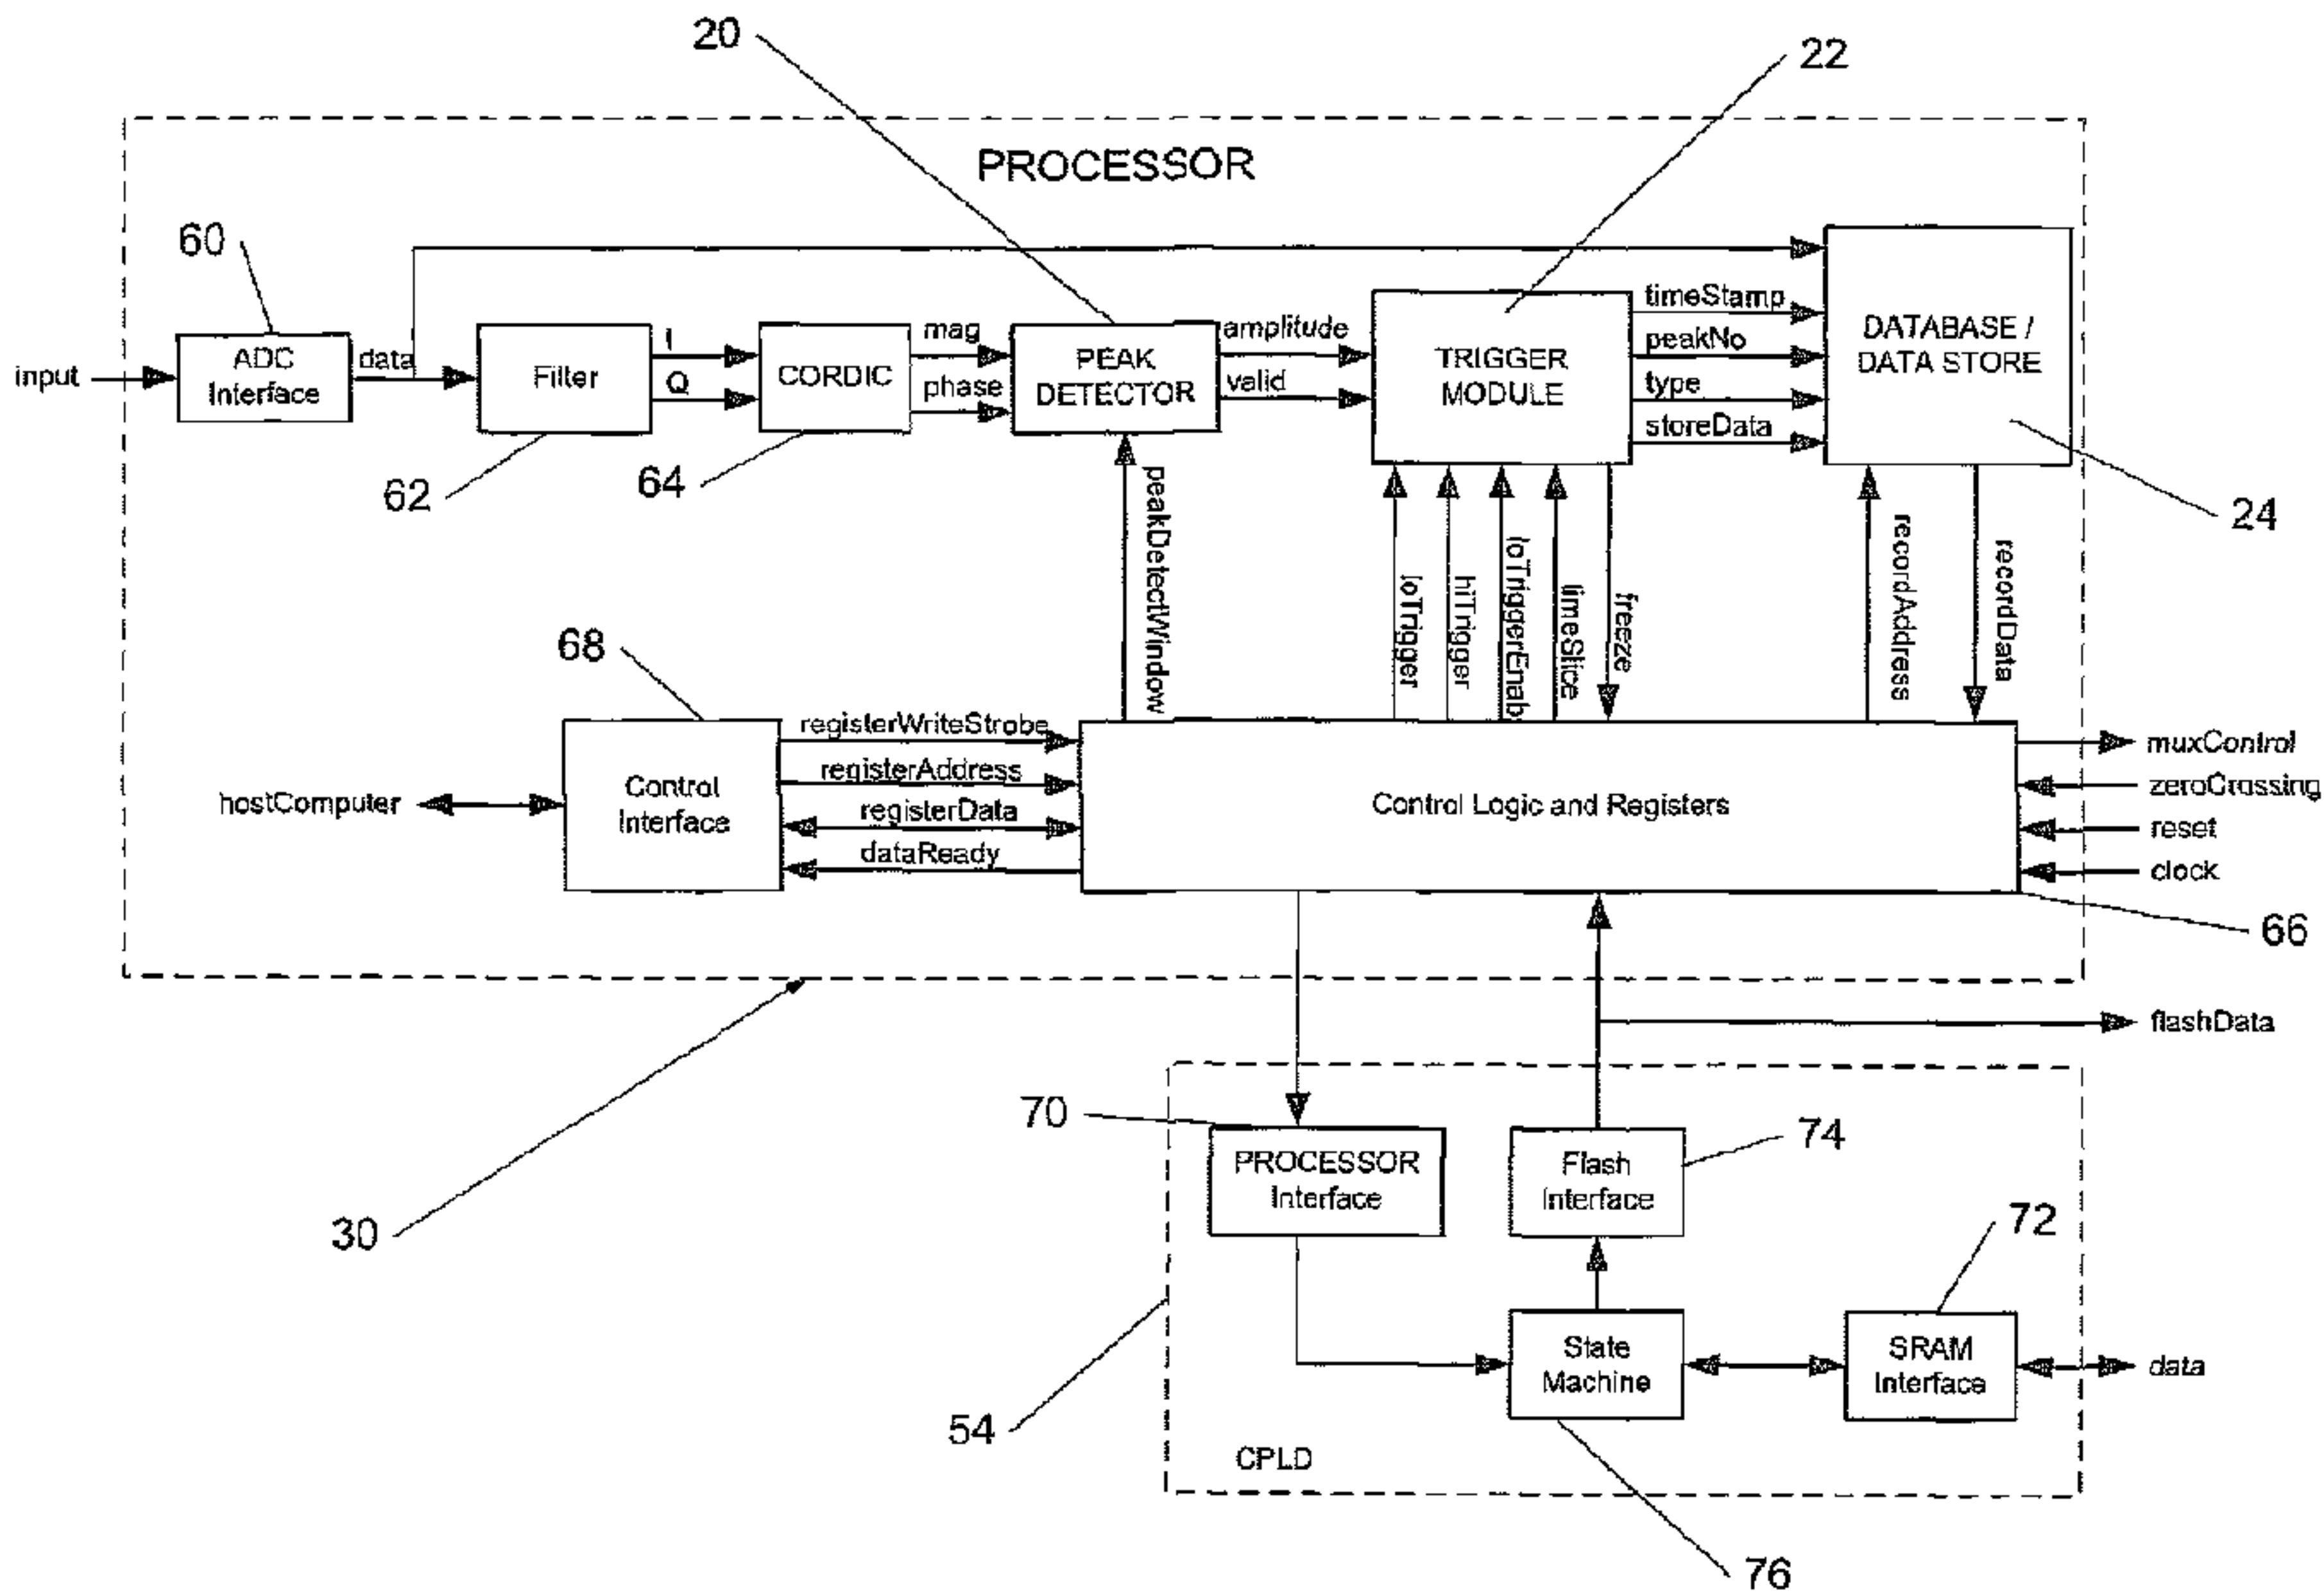 20
22
PROCESSOR
60
timeStamp
I
mag
amplitude
peakNo
DATABASE /
DATA STORE
input
ADC
Interface
data
Filter
CORDIC
PEAK
DETECTOR
TRIGGER
MODULE
Q
phase
valid
type
storeData
62
64
24
peakDetectWindow
loTrigger
hiTrigger
loTriggerEnab
timeSlice
freeze
recordAddress
recordData
68
registerWriteStrobe
muxControl
registerAddress
zeroCrossing
hostComputer
Control
Interface
Control Logic and Registers
registerData
reset
dataReady
clock
66
flashData
70
74
PROCESSOR
Interface
Flash
Interface
30
72
State
Machine
SRAM
Interface
data
54
CPLD
76